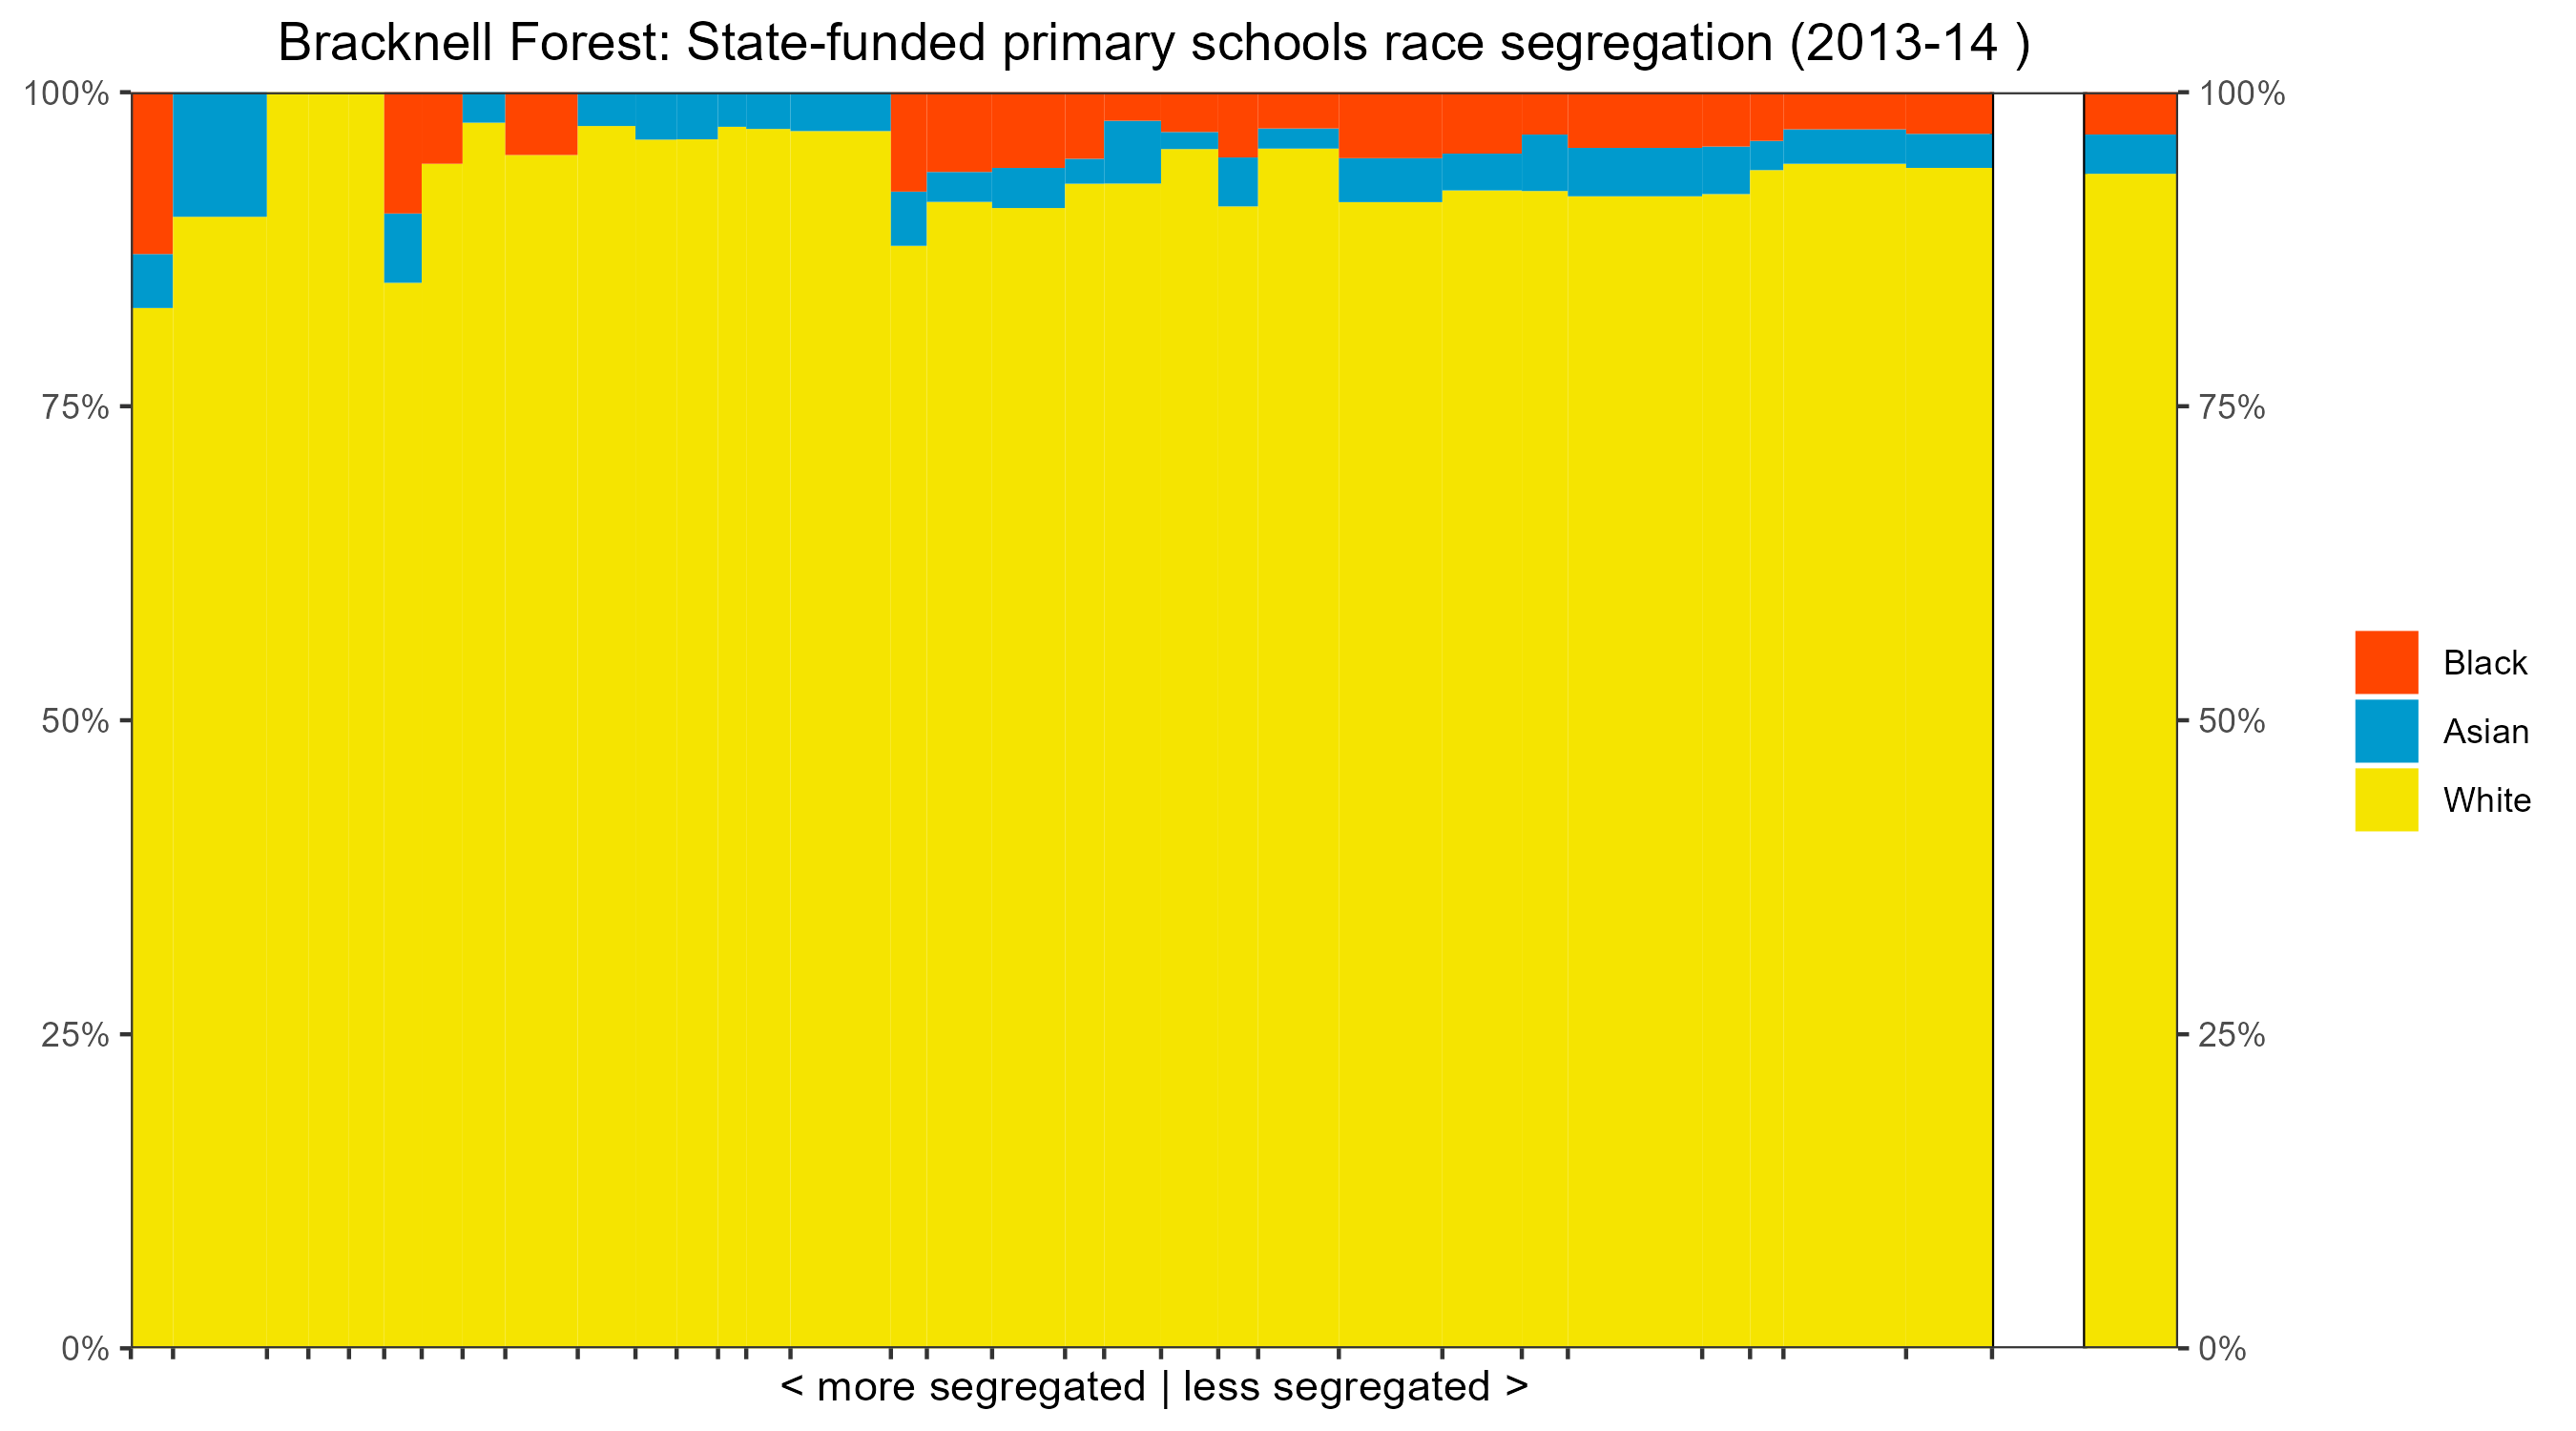 Bracknell Forest: State-funded primary schools race segregation (2013-14 )
100%
75%
50%
25%
0%
100%
75%
50%
25%
0%
Black
Asian
White
< more segregated | less segregated >